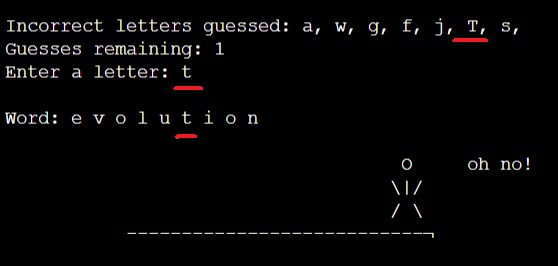 Incorrect letters guessed: a, w, g, f, j, T, s,
Guesses remaining: 1
Enter a letter: t
Word: e v o l u t i o n
O oh no!
\|/
/ \
----------------------------¬